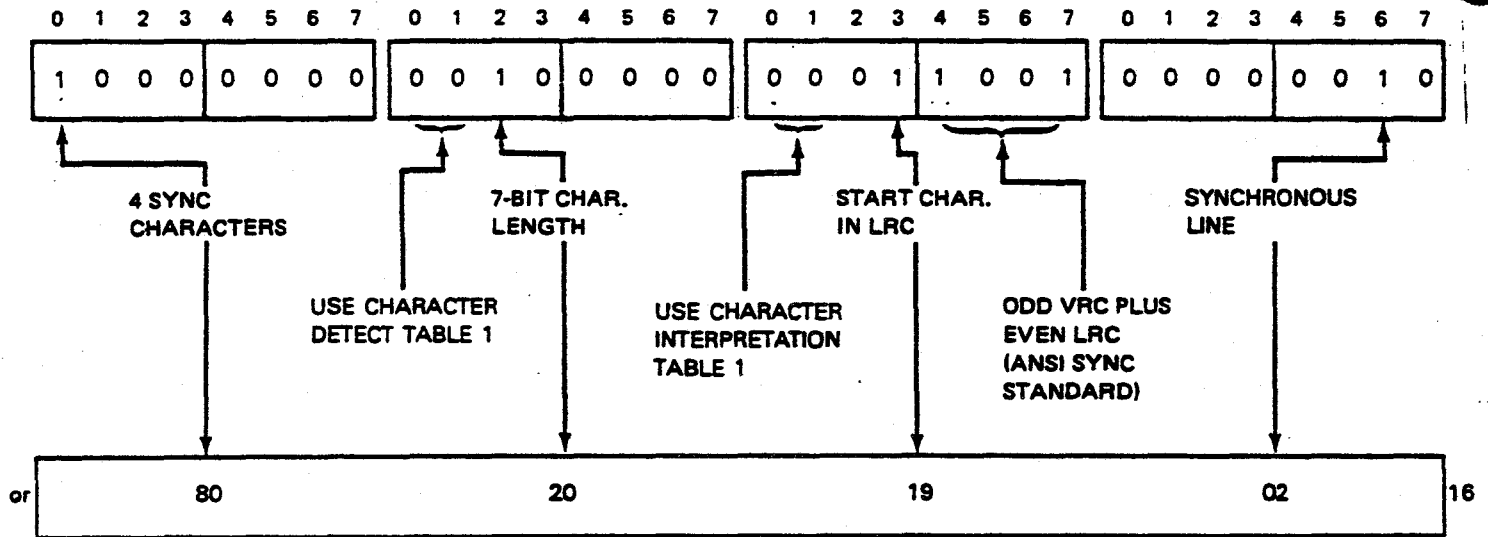 0 1 2 3 4 5 6 7 0 1 2 3 4 5 6 7 0 1 2 3 4 5 6 7 0 1 2 3 4 5 6 7
1 0 0 0 0 0 0 0 0 0 1 0 0 0 0 0 0 0 0 1 1 0 0 1 0 0 0 0 0 0 1 0
4 SYNC
CHARACTERS
7-BIT CHAR.
LENGTH
START CHAR.
IN LRC
SYNCHRONOUS
LINE
USE CHARACTER
DETECT TABLE 1
USE CHARACTER
INTERPRETATION
TABLE 1
ODD VRC PLUS
EVEN LRC
(ANSI SYNC
STANDARD)
or 80 20 19 02 16